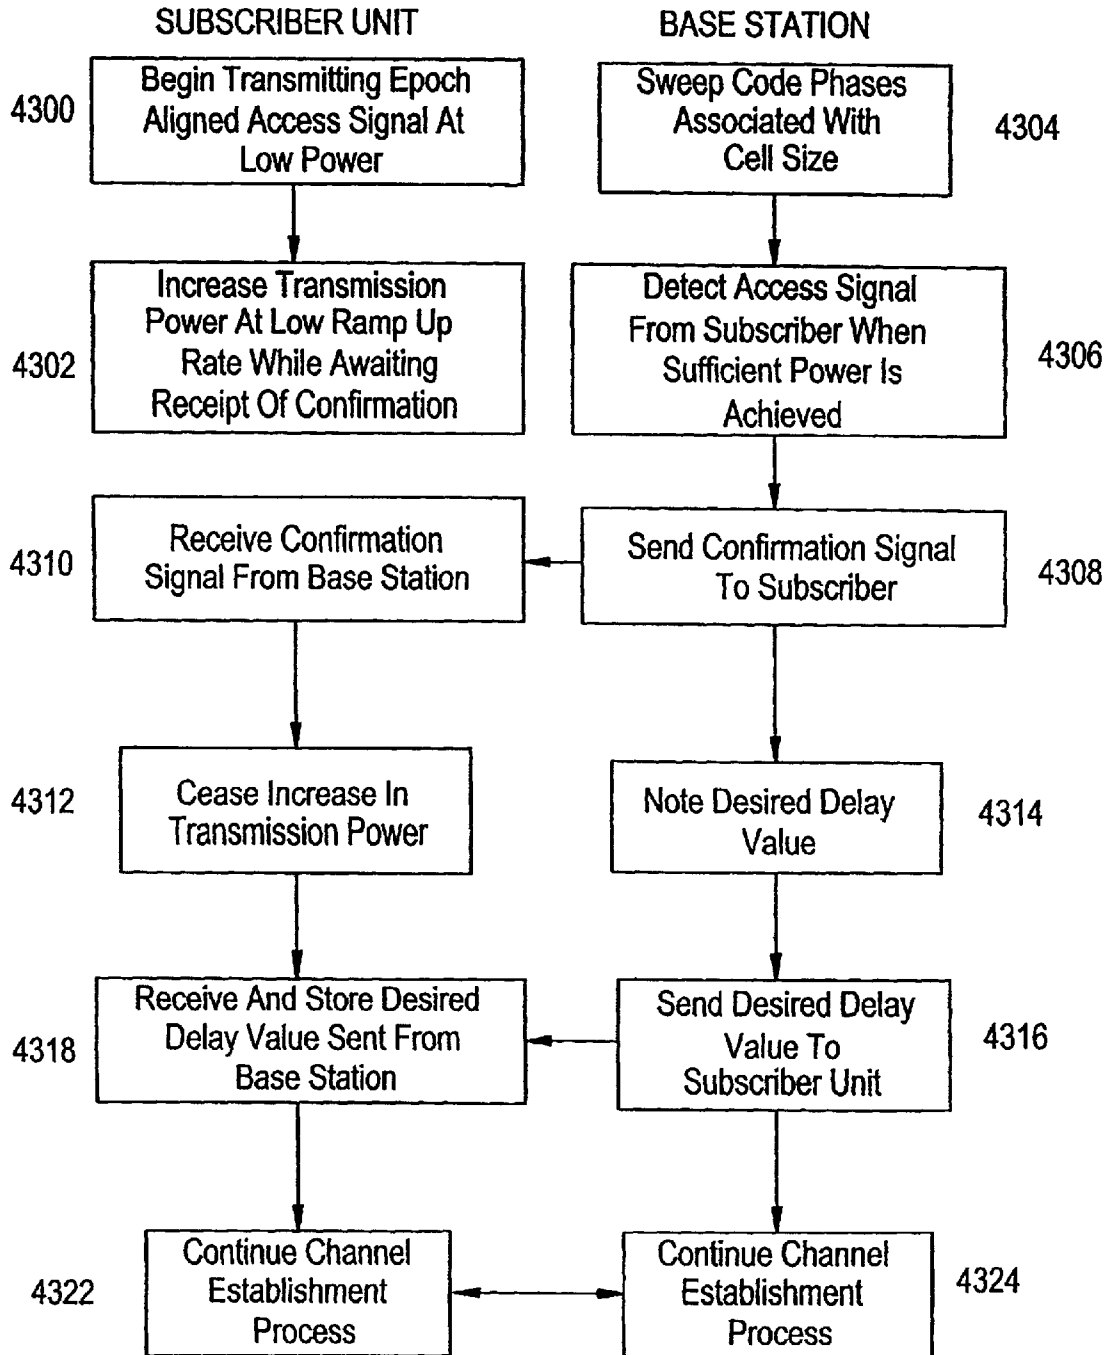 SUBSCRIBER UNIT
BASE STATION
4300
Begin Transmitting Epoch
Aligned Access Signal At
Low Power
Sweep Code Phases
Associated With
Cell Size
4304
4302
Increase Transmission
Power At Low Ramp Up
Rate While Awaiting
Receipt Of Confirmation
Detect Access Signal
From Subscriber When
Sufficient Power Is
Achieved
4306
4310
Receive Confirmation
Signal From Base Station
Send Confirmation Signal
To Subscriber
4308
4312
Cease Increase In
Transmission Power
Note Desired Delay
Value
4314
4318
Receive And Store Desired
Delay Value Sent From
Base Station
Send Desired Delay
Value To
Subscriber Unit
4316
4322
Continue Channel
Establishment
Process
Continue Channel
Establishment
Process
4324